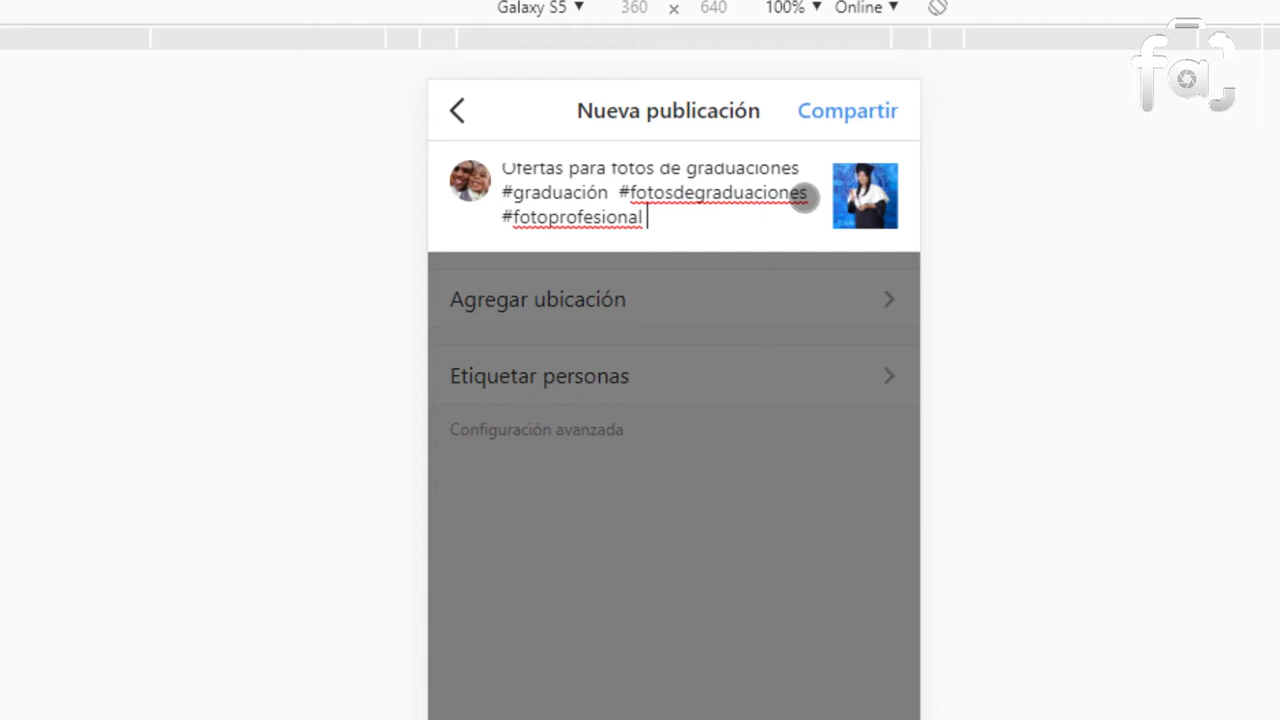 Galaxy S5 ▼ 360 × 640 100% ▼ Online ▼
faj
Nueva publicación Compartir
Ofertas para fotos de graduaciones
#graduación #fotosdegraduaciones
#fotoprofesional
Agregar ubicación
Etiquetar personas
Configuración avanzada